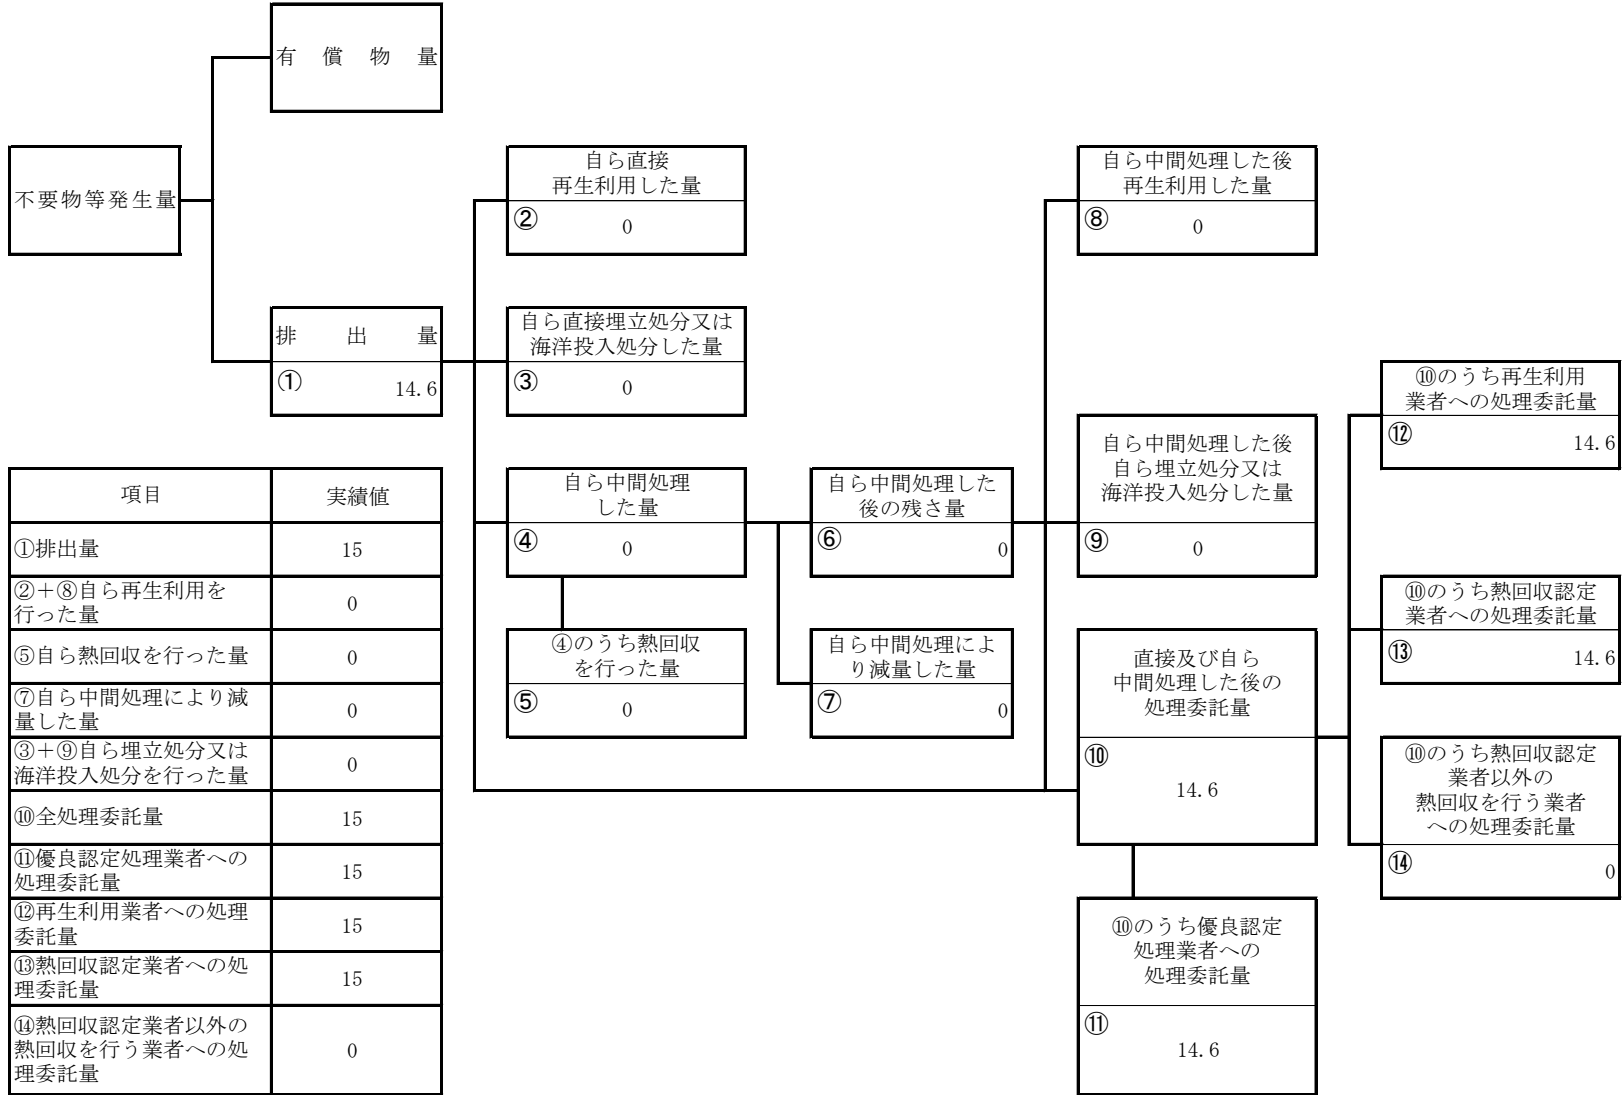 有償物量
不要物等発生量
排出量
① 14.6
自ら直接
再生利用した量
② 0
自ら直接埋立処分又は
海洋投入処分した量
③ 0
自ら中間処理
した量
④ 0
④のうち熱回収
を行った量
⑤ 0
自ら中間処理した
後の残さ量
⑥ 0
自ら中間処理によ
り減量した量
⑦ 0
自ら中間処理した後
再生利用した量
⑧ 0
自ら中間処理した後
自ら埋立処分又は
海洋投入処分した量
⑨ 0
直接及び自ら
中間処理した後の
処理委託量
⑩
14.6
⑩のうち優良認定
処理業者への
処理委託量
⑪
14.6
⑩のうち再生利用
業者への処理委託量
⑫ 14.6
⑩のうち熱回収認定
業者への処理委託量
⑬ 14.6
⑩のうち熱回収認定
業者以外の
熱回収を行う業者
への処理委託量
⑭ 0
項目 実績値
①排出量 15
②+⑧自ら再生利用を
行った量 0
⑤自ら熱回収を行った量 0
⑦自ら中間処理により減
量した量 0
③+⑨自ら埋立処分又は
海洋投入処分を行った量 0
⑩全処理委託量 15
⑪優良認定処理業者への
処理委託量 15
⑫再生利用業者への処理
委託量 15
⑬熱回収認定業者への処
理委託量 15
⑭熱回収認定業者以外の
熱回収を行う業者への処
理委託量 0